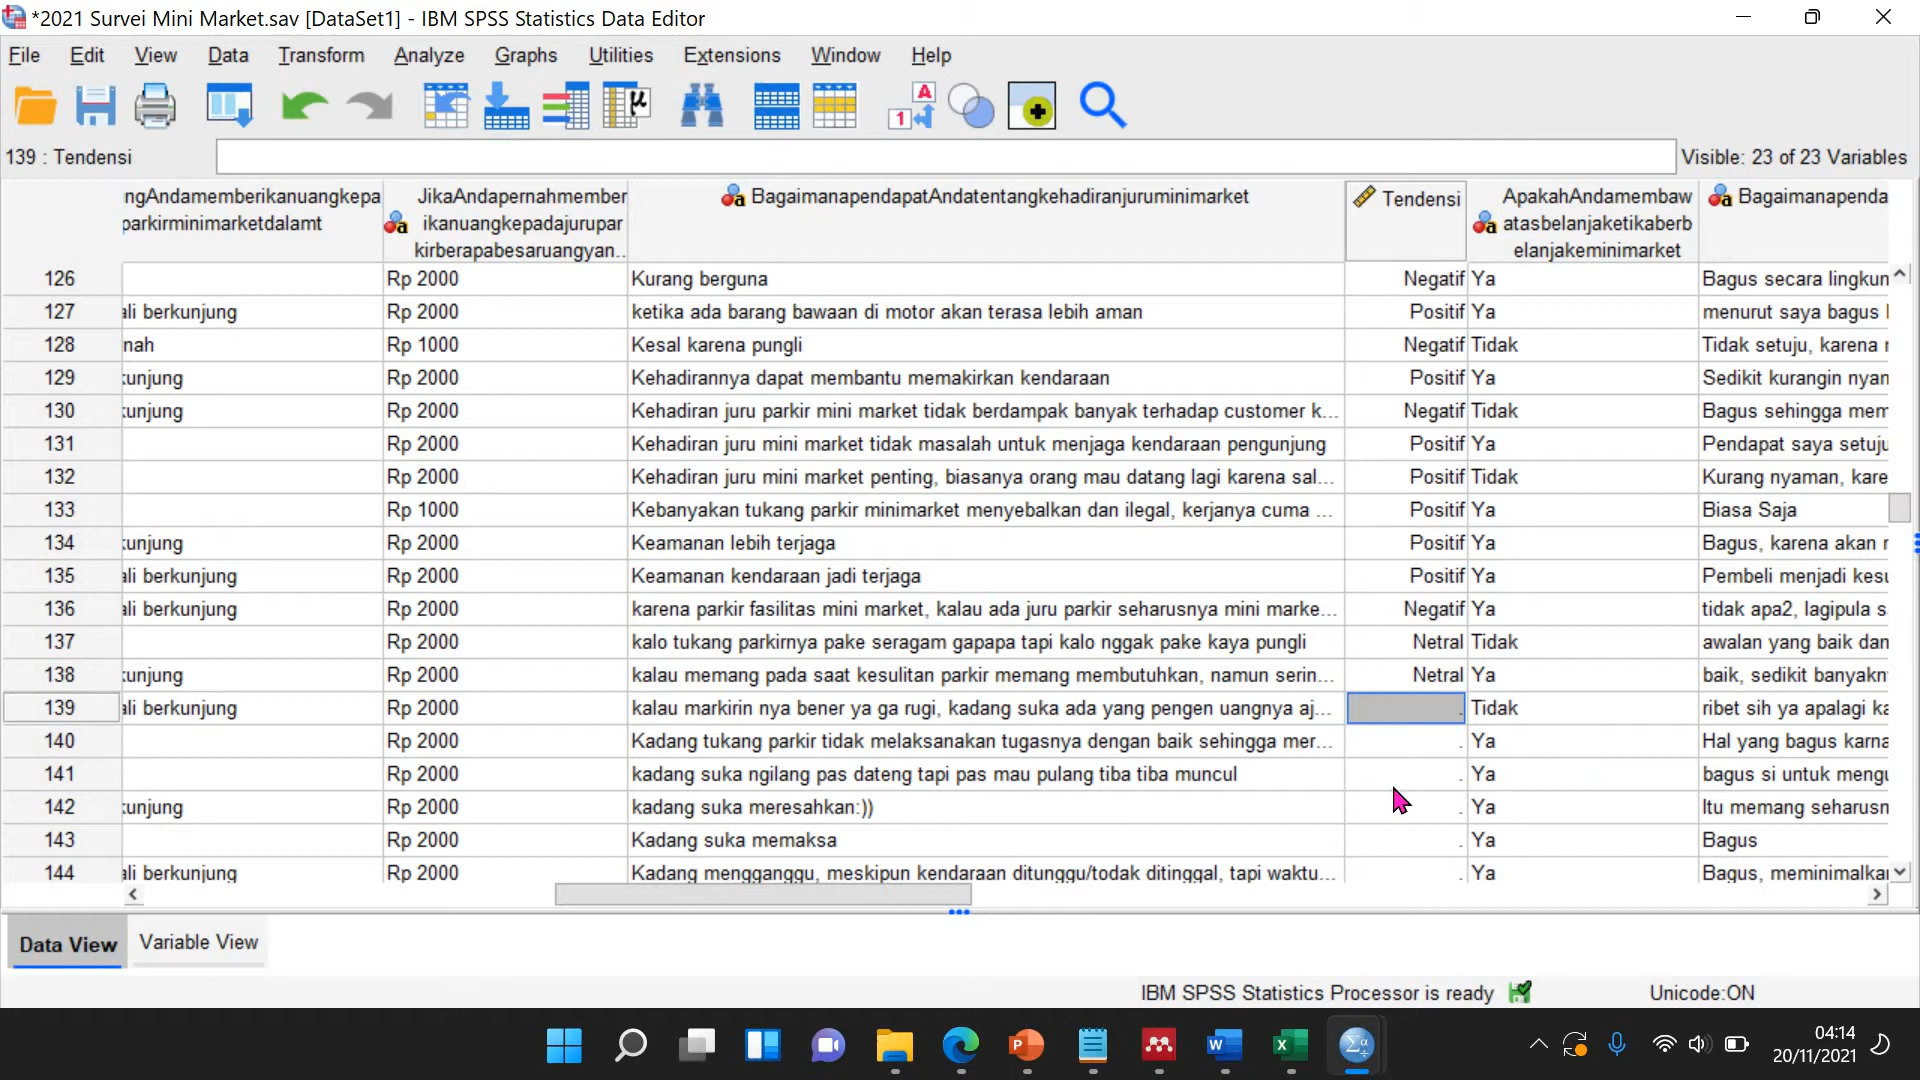 *2021 Survei Mini Market.sav [DataSet1] - IBM SPSS Statistics Data Editor
File Edit View Data Transform Analyze Graphs Utilities Extensions Window Help
139 : Tendensi Visible: 23 of 23 Variables
ngAndamemberikanuangkepa
parkirminimarketdalamt
JikaAndapernahmember
ikanuangkepadajurupar
kirberapabesaruangyan..
BagaimanapendapatAndatentangkehadiranjuruminimarket
Tendensi
ApakahAndamembaw
atasbelanjaketikaberb
elanjakeminimarket
Bagaimanapenda
126 Rp 2000 Kurang berguna Negatif Ya Bagus secara lingkun
127 ali berkunjung Rp 2000 ketika ada barang bawaan di motor akan terasa lebih aman Positif Ya menurut saya bagus
128 nah Rp 1000 Kesal karena pungli Negatif Tidak Tidak setuju, karena
129 kunjung Rp 2000 Kehadirannya dapat membantu memakirkan kendaraan Positif Ya Sedikit kurangin nyan
130 kunjung Rp 2000 Kehadiran juru parkir mini market tidak berdampak banyak terhadap customer k... Negatif Tidak Bagus sehingga mem
131 Rp 2000 Kehadiran juru mini market tidak masalah untuk menjaga kendaraan pengunjung Positif Ya Pendapat saya setuju
132 Rp 2000 Kehadiran juru mini market penting, biasanya orang mau datang lagi karena sal... Positif Tidak Kurang nyaman, kare
133 Rp 1000 Kebanyakan tukang parkir minimarket menyebalkan dan ilegal, kerjanya cuma ... Positif Ya Biasa Saja
134 kunjung Rp 2000 Keamanan lebih terjaga Positif Ya Bagus, karena akan
135 ali berkunjung Rp 2000 Keamanan kendaraan jadi terjaga Positif Ya Pembeli menjadi kesu
136 ali berkunjung Rp 2000 karena parkir fasilitas mini market, kalau ada juru parkir seharusnya mini marke... Negatif Ya tidak apa2, lagipula s
137 Rp 2000 kalo tukang parkirnya pake seragam gapapa tapi kalo nggak pake kaya pungli Netral Tidak awalan yang baik dan
138 kunjung Rp 2000 kalau memang pada saat kesulitan parkir memang membutuhkan, namun serin... Netral Ya baik, sedikit banyakn
139 ali berkunjung Rp 2000 kalau markirin nya bener ya ga rugi, kadang suka ada yang pengen uangnya aj... . Tidak ribet sih ya apalagi ka
140 Rp 2000 Kadang tukang parkir tidak melaksanakan tugasnya dengan baik sehingga mer... . Ya Hal yang bagus karna
141 Rp 2000 kadang suka ngilang pas dateng tapi pas mau pulang tiba tiba muncul . Ya bagus si untuk mengu
142 kunjung Rp 2000 kadang suka meresahkan:)) . Ya Itu memang seharusn
143 Rp 2000 Kadang suka memaksa . Ya Bagus
144 ali berkunjung Rp 2000 Kadang mengganggu, meskipun kendaraan ditunggu/todak ditinggal, tapi waktu... . Ya Bagus, meminimalkan
Data View Variable View
IBM SPSS Statistics Processor is ready Unicode:ON
04:14
20/11/2021